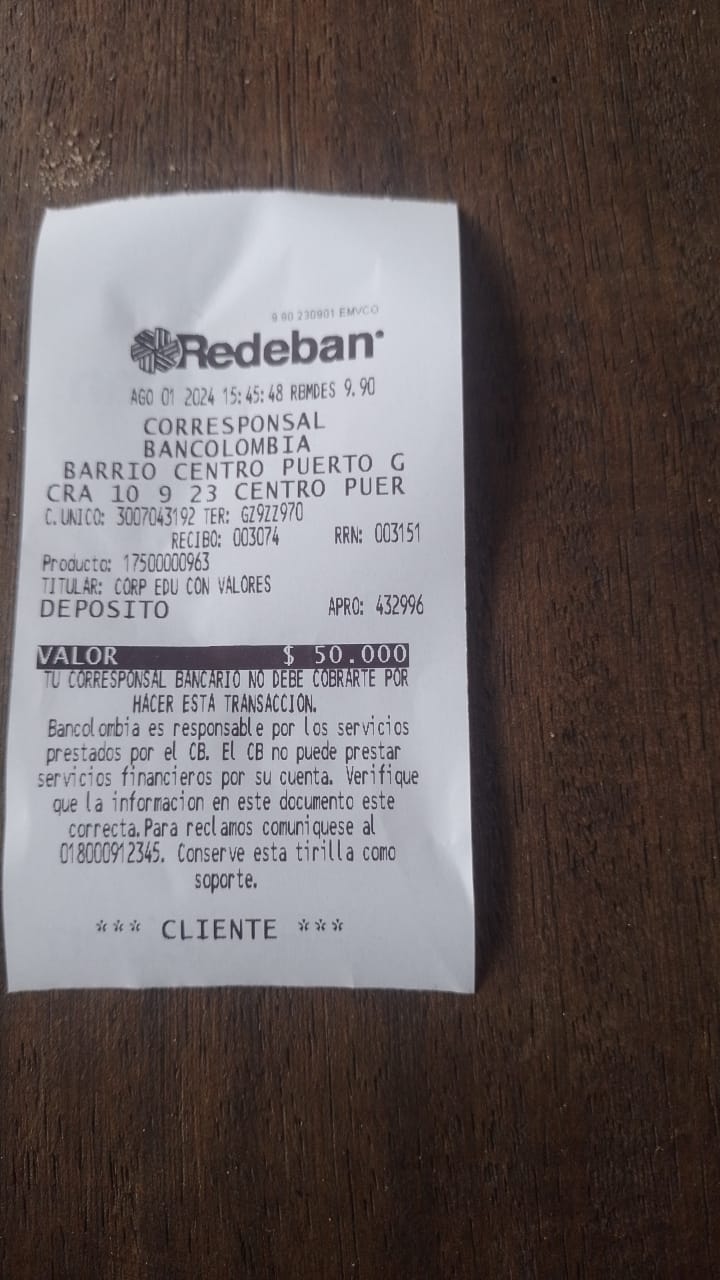 9 90 230901 EMVCO
Redeban
AGO 01 2024 15:45:48 RBMDES 9.90
CORRESPONSAL
BANCOLOMBIA
BARRIO CENTRO PUERTO G
CRA 10 9 23 CENTRO PUER
C.UNICO: 3007043192 TER: GZ9ZZ970
RECIBO: 003074 RRN: 003151
Producto: 17500000963
TITULAR: CORP EDU CON VALORES
DEPOSITO APRO: 432996
VALOR $ 50.000
TU CORRESPONSAL BANCARIO NO DEBE COBRARTE POR
HACER ESTA TRANSACCION.
Bancolombia es responsable por los servicios
prestados por el CB. El CB no puede prestar
servicios financieros por su cuenta. Verifique
que la informacion en este documento este
correcta.Para reclamos comuniquese al
018000912345. Conserve esta tirilla como
soporte.
*** CLIENTE ***